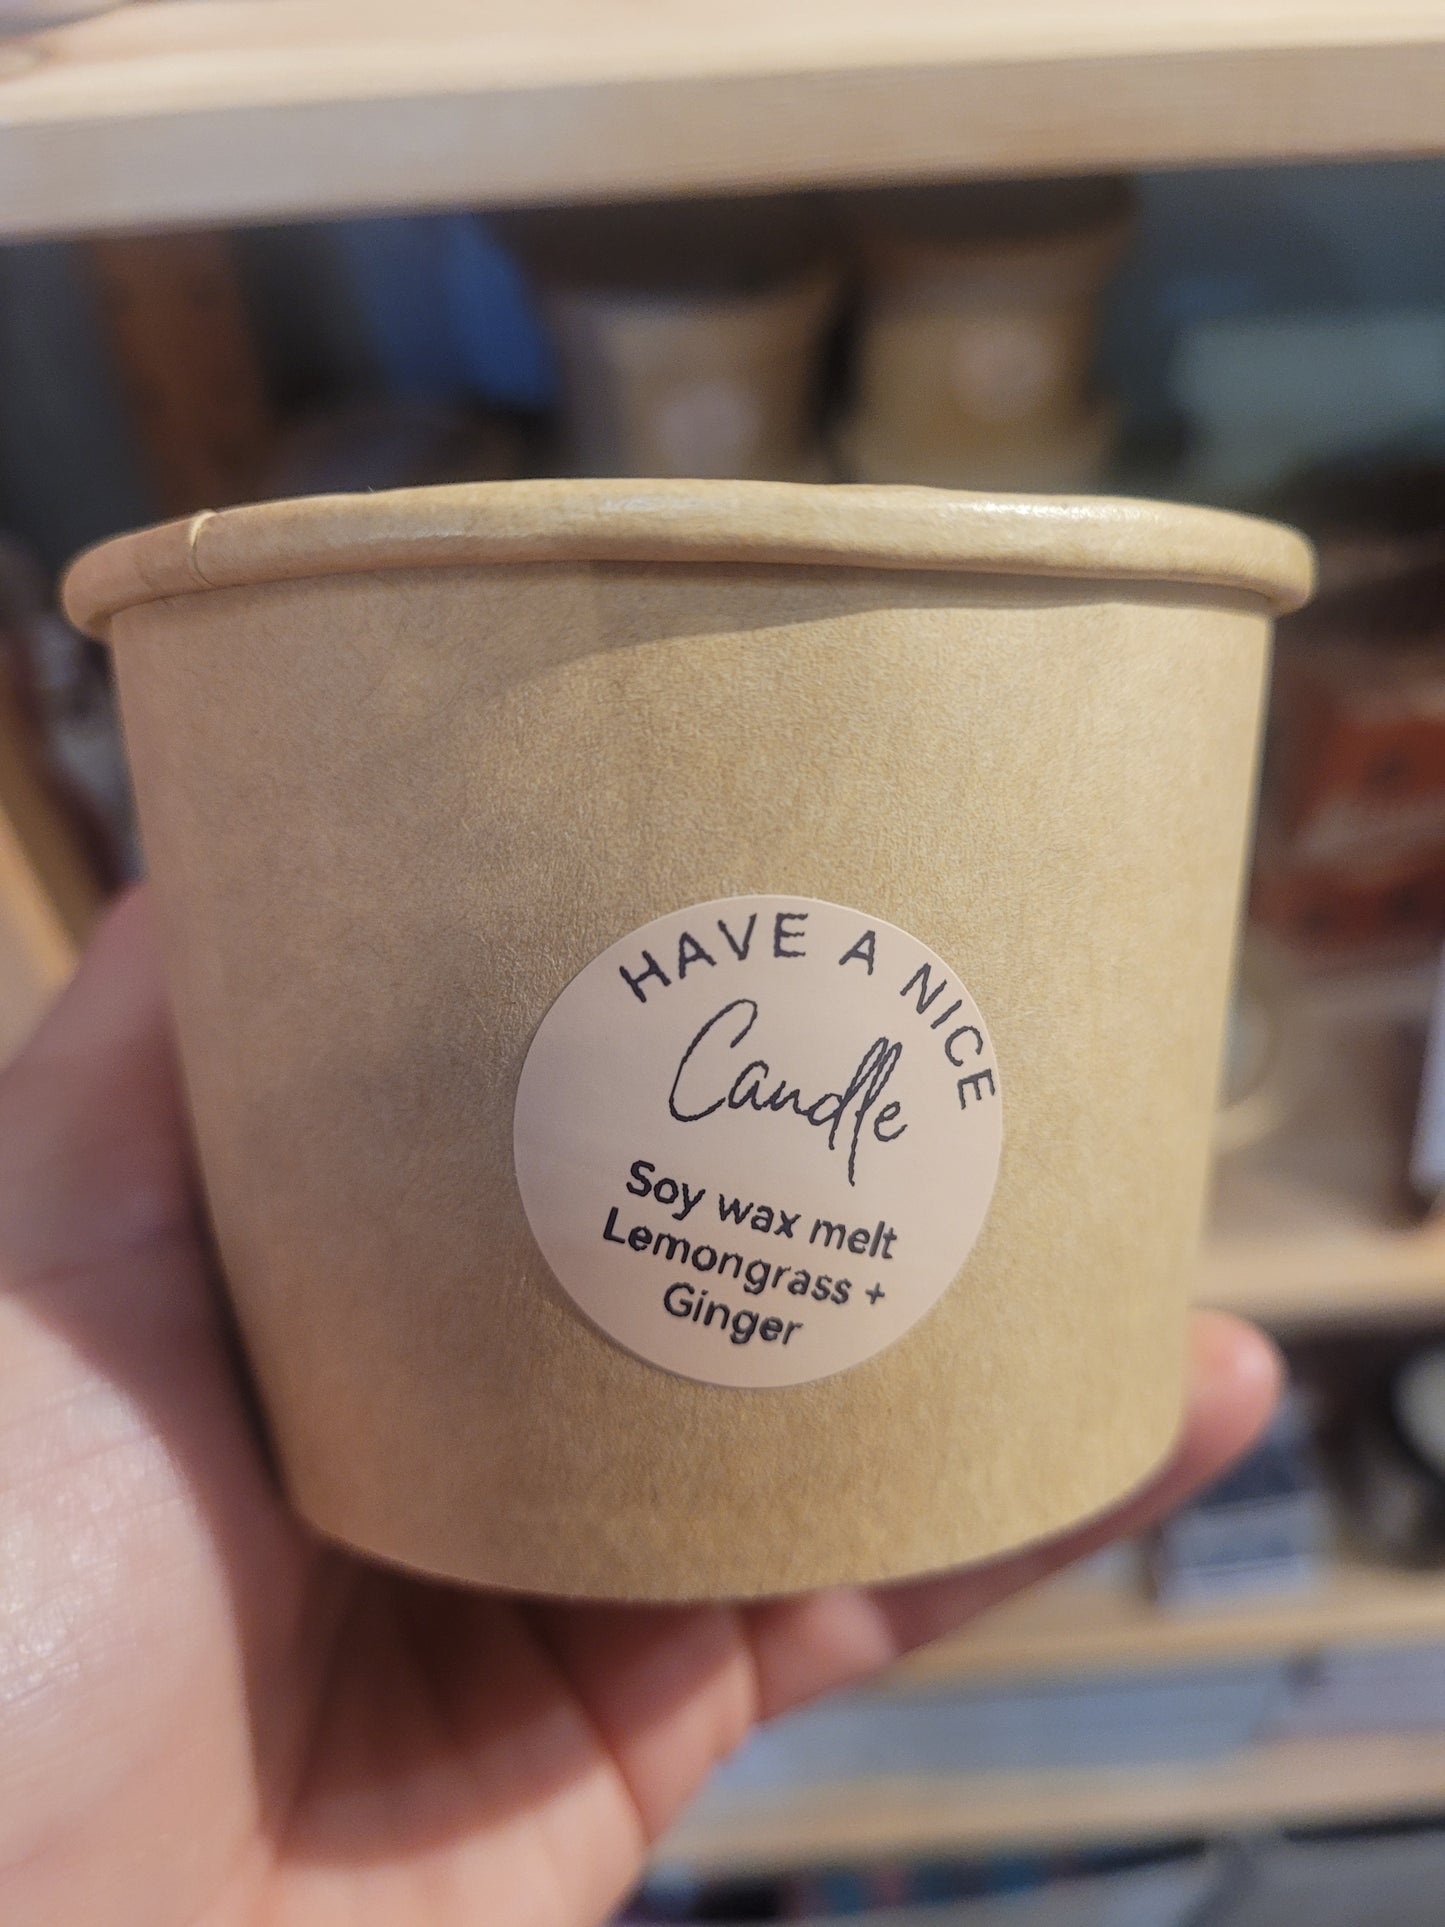 HAVE A NICE
Candle
Soy wax melt
Lemongrass +
Ginger